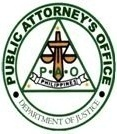 PUBLIC ATTORNEY'S OFFICE
P O
PHILIPPINES
DEPARTMENT OF JUSTICE